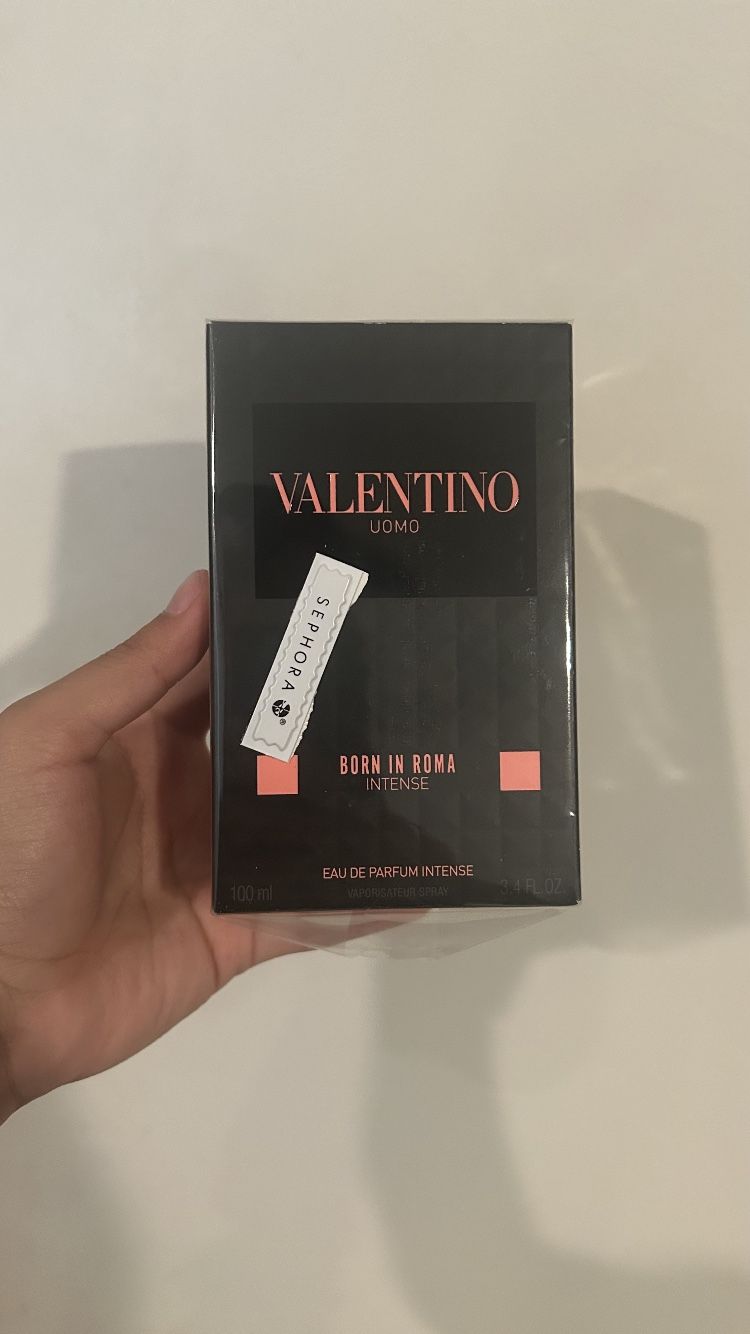 VALENTINO
UOMO
SEPHORA
BORN IN ROMA
INTENSE
EAU DE PARFUM INTENSE
100 ml
VAPORISATEUR SPRAY
3.4 FL.OZ.